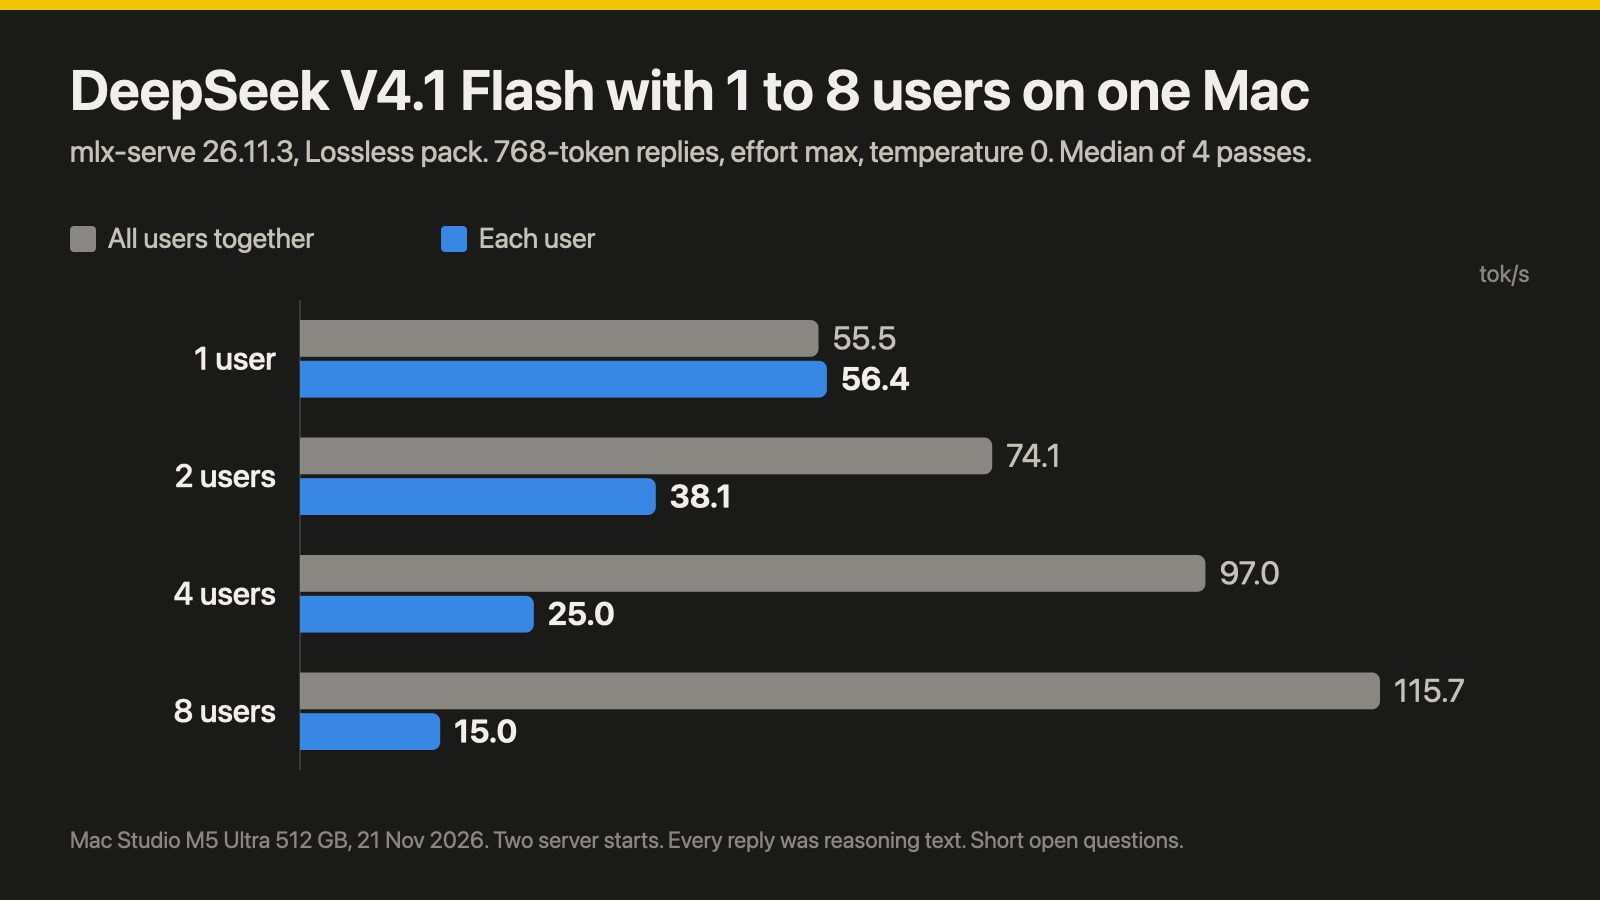 DeepSeek V4.1 Flash with 1 to 8 users on one Mac
mlx-serve 26.11.3, Lossless pack. 768-token replies, effort max, temperature 0. Median of 4 passes.
All users together
Each user
tok/s
1 user
55.5
56.4
2 users
74.1
38.1
4 users
97.0
25.0
8 users
115.7
15.0
Mac Studio M5 Ultra 512 GB, 21 Nov 2026. Two server starts. Every reply was reasoning text. Short open questions.